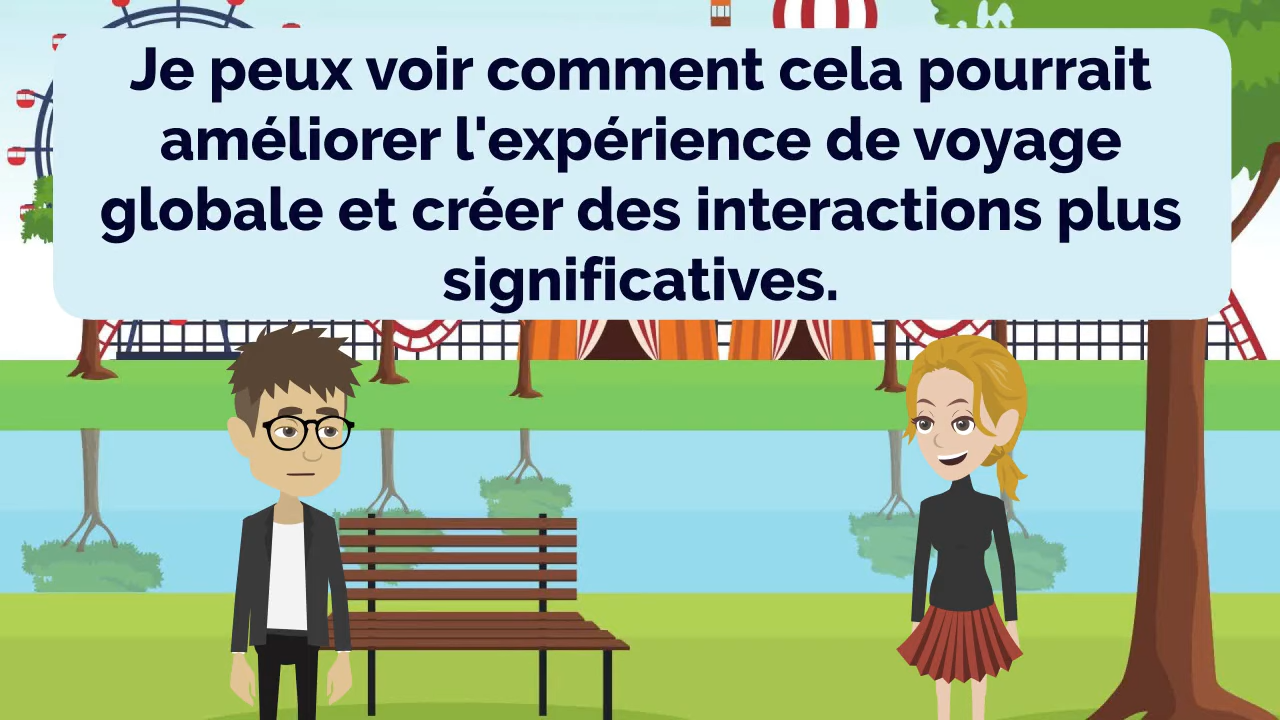 Je peux voir comment cela pourrait
améliorer l'expérience de voyage
globale et créer des interactions plus
significatives.